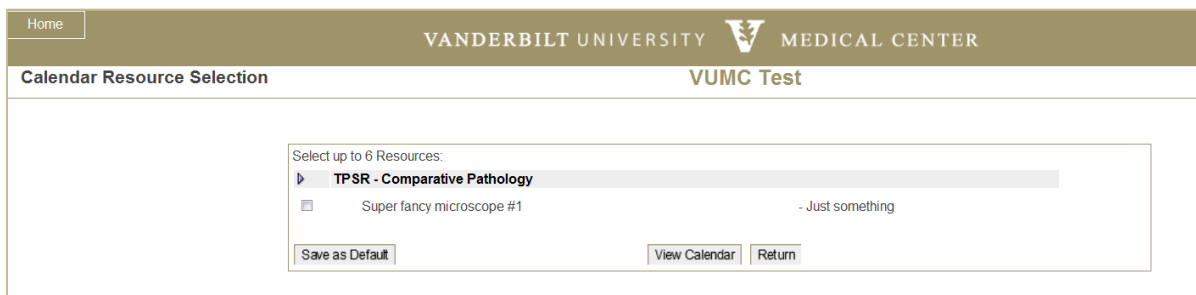 Home
VANDERBILT UNIVERSITY V MEDICAL CENTER
Calendar Resource Selection
VUMC Test
Select up to 6 Resources:
TPSR - Comparative Pathology
Super fancy microscope #1 - Just something
Save as Default View Calendar Return